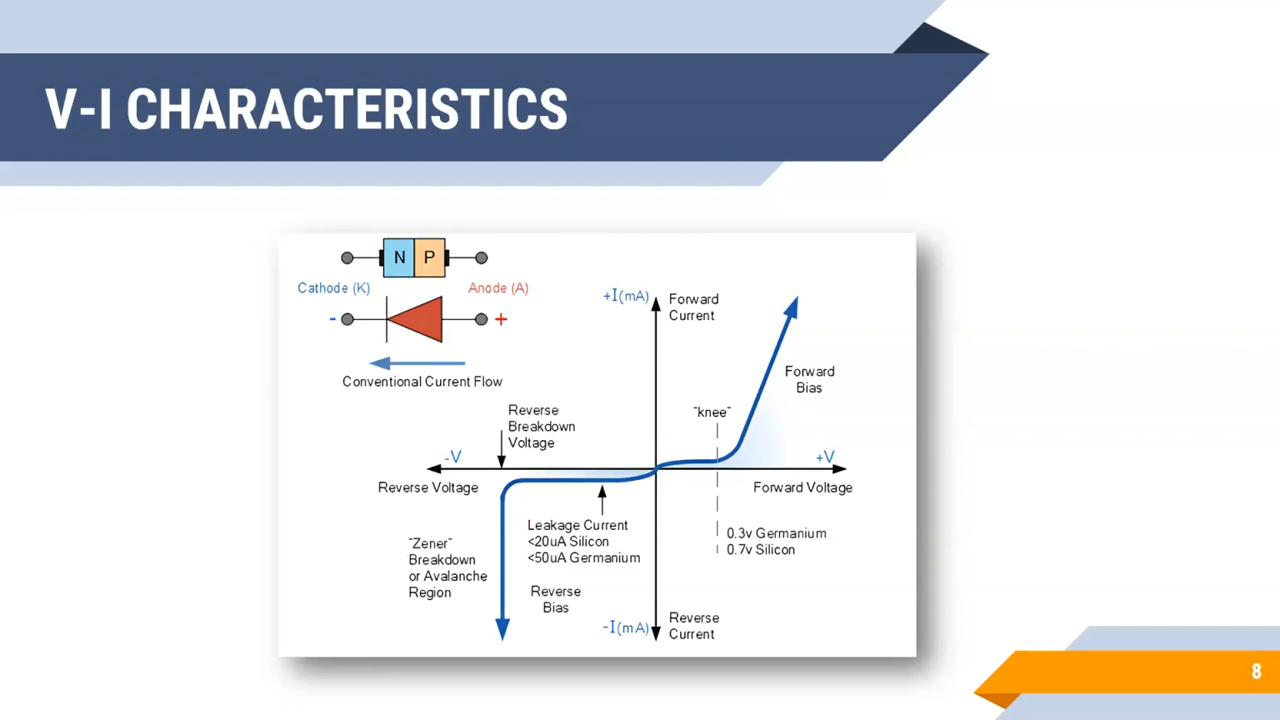 V-I CHARACTERISTICS
N P
Cathode (K)
Anode (A)
- +
Conventional Current Flow
+I(mA)
Forward
Current
Forward
Bias
"knee"
Reverse
Breakdown
Voltage
-V
+V
Reverse Voltage
Forward Voltage
Leakage Current
<20uA Silicon
<50uA Germanium
0.3v Germanium
0.7v Silicon
"Zener"
Breakdown
or Avalanche
Region
Reverse
Bias
-I(mA)
Reverse
Current
8